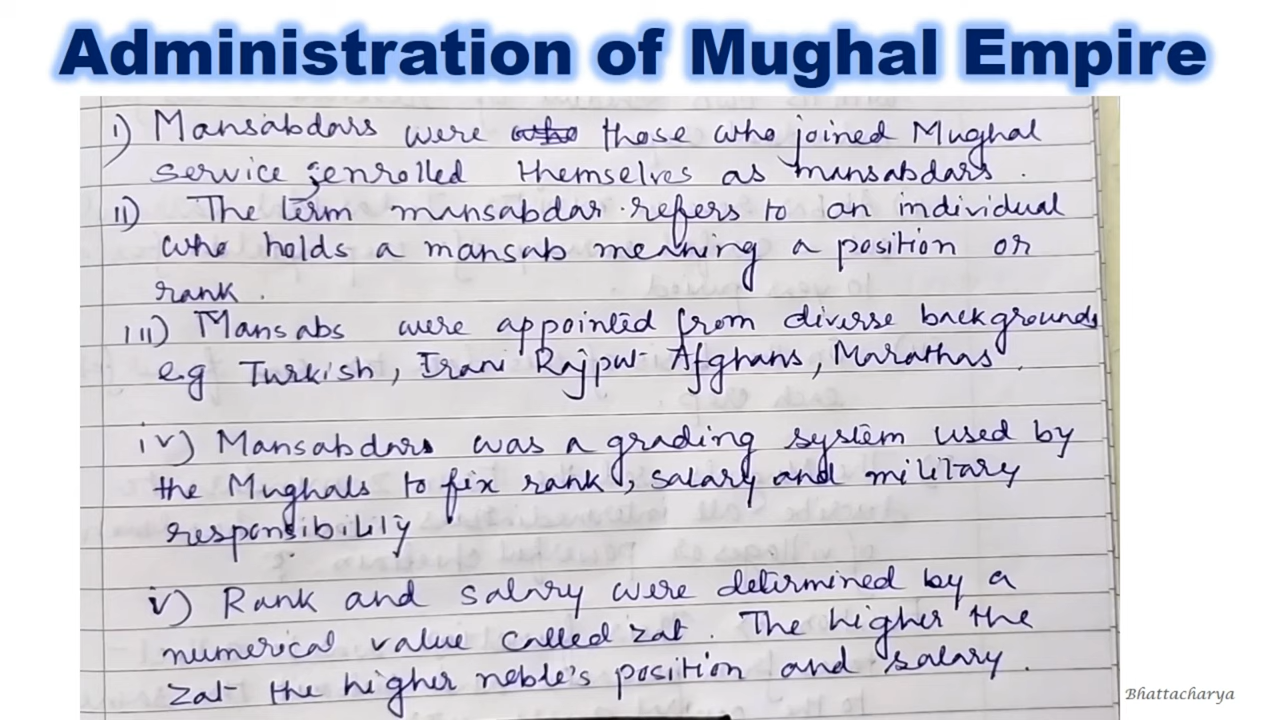 Administration of Mughal Empire
i) Mansabdars were those who joined Mughal
service ; enrolled themselves as mansabdars .
ii) The term mansabdar refers to an individual
who holds a mansab meaning a position or
rank .
iii) Mansabs were appointed from diverse backgrounds
e.g Turkish , Irani Rajput Afghans , Marathas .
iv) Mansabdars was a grading system used by
the Mughals to fix rank , salary and military
responsibility
v) Rank and salary were determined by a
numerical value called zat . The higher the
zat the higher noble's position and salary .
Bhattacharya